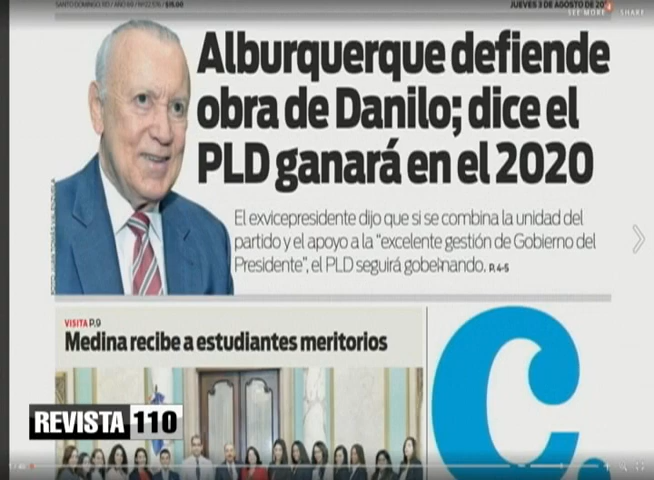 JUEVES 3 DE AGOSTO DE 20
SEE MORE
SHARE
Alburquerque defiende
obra de Danilo; dice el
PLD ganará en el 2020
El exvicepresidente dijo que si se combina la unidad del
partido y el apoyo a la “excelente gestión de Gobierno del
Presidente”, el PLD seguirá gobernando. P.4-5
VISITA P.9
Medina recibe a estudiantes meritorios
C.
REVISTA 110